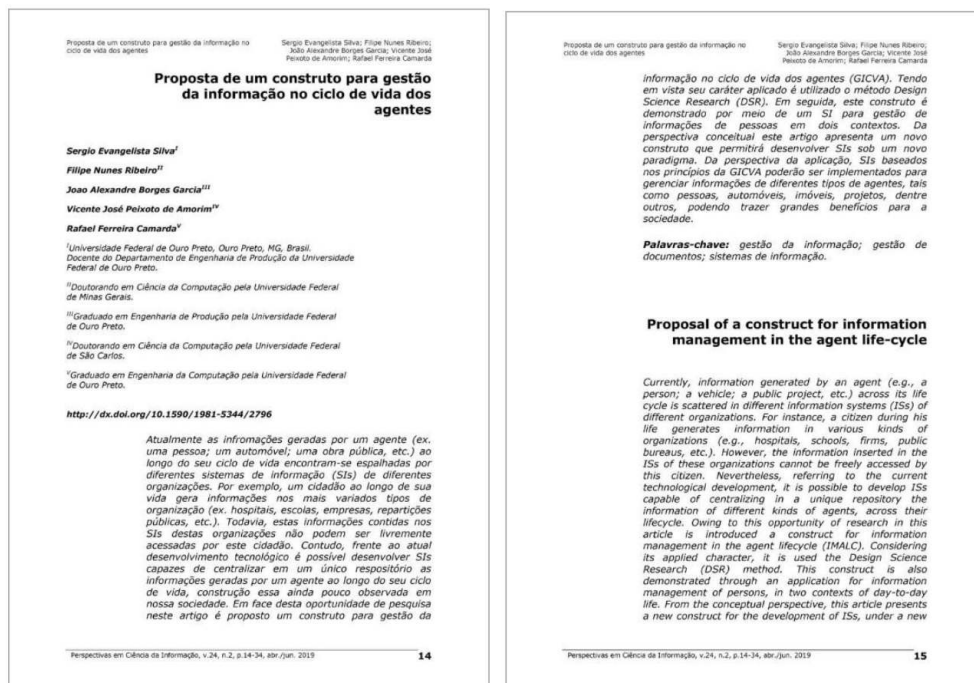 Proposta de um construto para gestão da informação no
ciclo de vida dos agentes
Sergio Evangelista Silva; Filipe Nunes Ribeiro;
João Alexandre Borges Garcia; Vicente José
Peixoto de Amorim; Rafael Ferreira Camarda
Proposta de um construto para gestão
da informação no ciclo de vida dos
agentes
Sergio Evangelista Silva^I
Filipe Nunes Ribeiro^II
Joao Alexandre Borges Garcia^III
Vicente José Peixoto de Amorim^IV
Rafael Ferreira Camarda^V
^I Universidade Federal de Ouro Preto, Ouro Preto, MG, Brasil.
Docente do Departamento de Engenharia de Produção da Universidade
Federal de Ouro Preto.
^II Doutorando em Ciência da Computação pela Universidade Federal
de Minas Gerais.
^III Graduado em Engenharia de Produção pela Universidade Federal
de Ouro Preto.
^IV Doutorando em Ciência da Computação pela Universidade Federal
de São Carlos.
^V Graduado em Engenharia da Computação pela Universidade Federal
de Ouro Preto.
http://dx.doi.org/10.1590/1981-5344/2796
Atualmente as infromações geradas por um agente (ex.
uma pessoa; um automóvel; uma obra pública, etc.) ao
longo do seu ciclo de vida encontram-se espalhadas por
diferentes sistemas de informação (SIs) de diferentes
organizações. Por exemplo, um cidadão ao longo de sua
vida gera informações nos mais variados tipos de
organização (ex. hospitais, escolas, empresas, repartições
públicas, etc.). Todavia, estas informações contidas nos
SIs destas organizações não podem ser livremente
acessadas por este cidadão. Contudo, frente ao atual
desenvolvimento tecnológico é possível desenvolver SIs
capazes de centralizar em um único respositório as
informações geradas por um agente ao longo do seu ciclo
de vida, construção ainda pouco observada em
nossa sociedade. Em face desta oportunidade de pesquisa
neste artigo é proposto um construto para gestão da
Perspectivas em Ciência da Informação, v.24, n.2, p.14-34, abr./jun. 2019
14
Proposta de um construto para gestão da informação no
ciclo de vida dos agentes
Sergio Evangelista Silva; Filipe Nunes Ribeiro;
João Alexandre Borges Garcia; Vicente José
Peixoto de Amorim; Rafael Ferreira Camarda
informação no ciclo de vida dos agentes (GICVA). Tendo
em vista seu caráter aplicado é utilizado o método Design
Science Research (DSR). Em seguida, este construto é
demonstrado por meio de um SI para gestão de
informações de pessoas em dois contextos. Da
perspectiva conceitual este artigo apresenta um novo
construto que permitirá desenvolver SIs sob um novo
paradigma. Da perspectiva da aplicação, SIs baseados
nos princípios da GICVA poderão ser implementados para
gerenciar informações de diferentes tipos de agentes, tais
como pessoas, automóveis, imóveis, projetos, dentre
outros, podendo trazer grandes benefícios para a
sociedade.
Palavras-chave: gestão da informação; gestão de
documentos; sistemas de informação.
Proposal of a construct for information
management in the agent life-cycle
Currently, information generated by an agent (e.g., a
person; a vehicle; a public project, etc.) across its life
cycle is scattered in different information systems (ISs) of
different organizations. For instance, a citizen during his
life generates information in various kinds of
organizations (e.g., hospitals, schools, firms, public
bureaus, etc.). However, the information inserted in the
ISs of these organizations cannot be freely accessed by
this citizen. Nevertheless, referring to the current
technological development, it is possible to develop ISs
capable of centralizing in a unique repository the
information of different kinds of agents, across their
lifecycle. Owing to this opportunity of research in this
article is introduced a construct for information
management in the agent lifecycle (IMALC). Considering
its applied character, it is used the Design Science
Research (DSR) method. This construct is also
demonstrated through an application for information
management of persons, in two contexts of day-to-day
life. From the conceptual perspective, this article presents
a new construct for the development of ISs, under a new
Perspectivas em Ciência da Informação, v.24, n.2, p.14-34, abr./jun. 2019
15